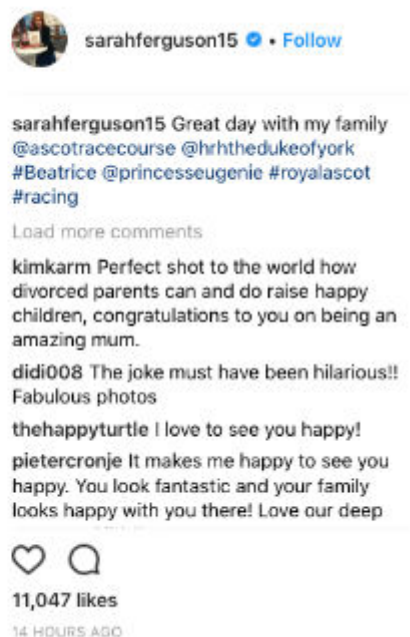 sarahferguson15 • Follow
sarahferguson15 Great day with my family
@ascotracecourse @hrhthedukeofyork
#Beatrice @princesseugenie #royalascot
#racing
Load more comments
kimkarm Perfect shot to the world how
divorced parents can and do raise happy
children, congratulations to you on being an
amazing mum.
didi008 The joke must have been hilarious!!
Fabulous photos
thehappyturtle I love to see you happy!
pietercronje It makes me happy to see you
happy. You look fantastic and your family
looks happy with you there! Love our deep
11,047 likes
14 HOURS AGO